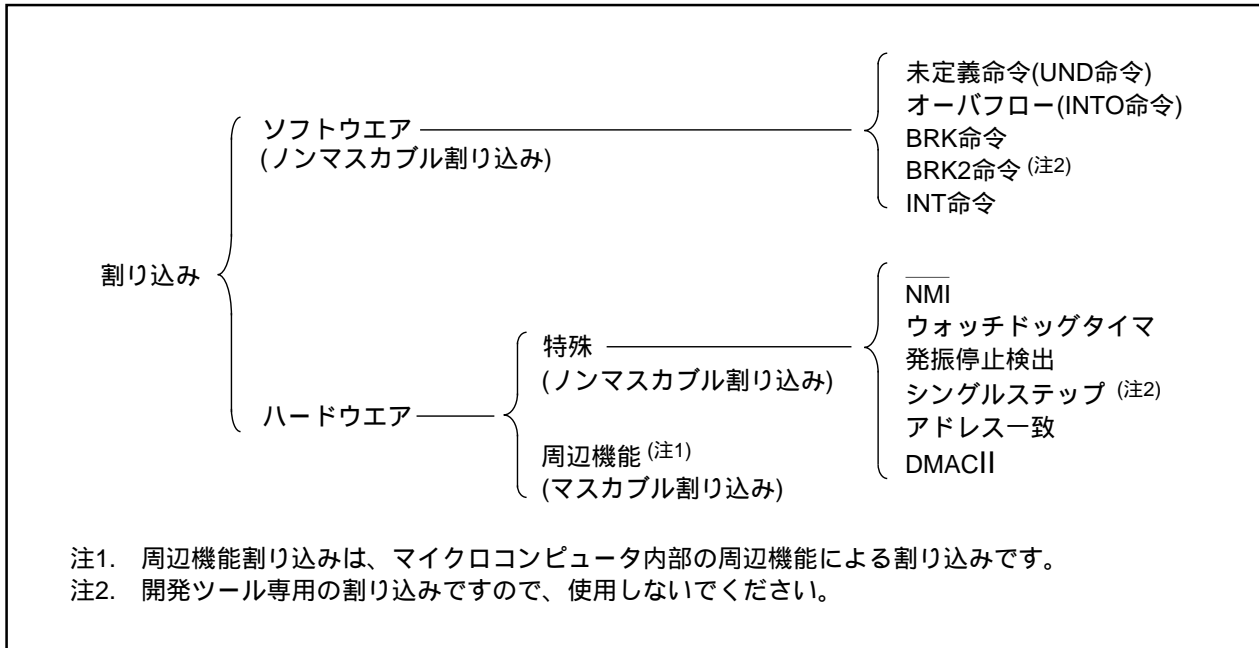 未定義命令(UND命令)
オーバフロー(INTO命令)
BRK命令
BRK2命令 (注2)
INT命令
ソフトウエア
(ノンマスカブル割り込み)
割り込み
NMI
ウォッチドッグタイマ
発振停止検出
シングルステップ (注2)
アドレス一致
DMACII
特殊
(ノンマスカブル割り込み)
ハードウエア
周辺機能 (注1)
(マスカブル割り込み)
注1. 周辺機能割り込みは、マイクロコンピュータ内部の周辺機能による割り込みです。
注2. 開発ツール専用の割り込みですので、使用しないでください。